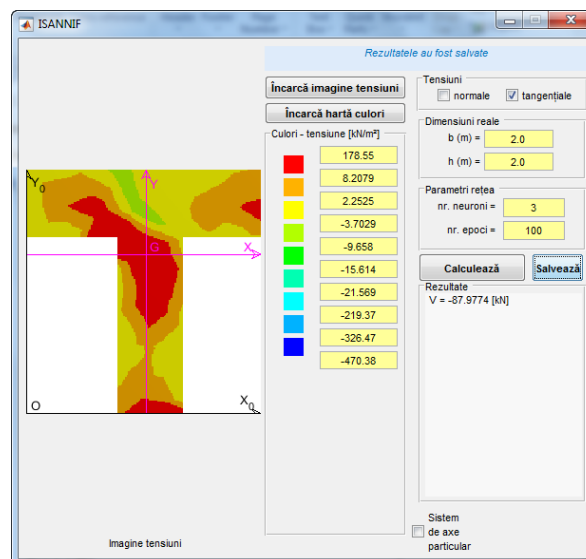 ISANNIF
Rezultatele au fost salvate
Încarcă imagine tensiuni
Încarcă hartă culori
Culori - tensiune [kN/m²]
178.55
8.2079
2.2525
-3.7029
-9.658
-15.614
-21.569
-219.37
-326.47
-470.38
Tensiuni
normale
tangențiale
Dimensiuni reale
b (m) =
2.0
h (m) =
2.0
Parametri rețea
nr. neuroni =
3
nr. epoci =
100
Calculează
Salvează
Rezultate
V = -87.9774 [kN]
Y₀
Y
G
X
O
X₀
Imagine tensiuni
Sistem
de axe
particular